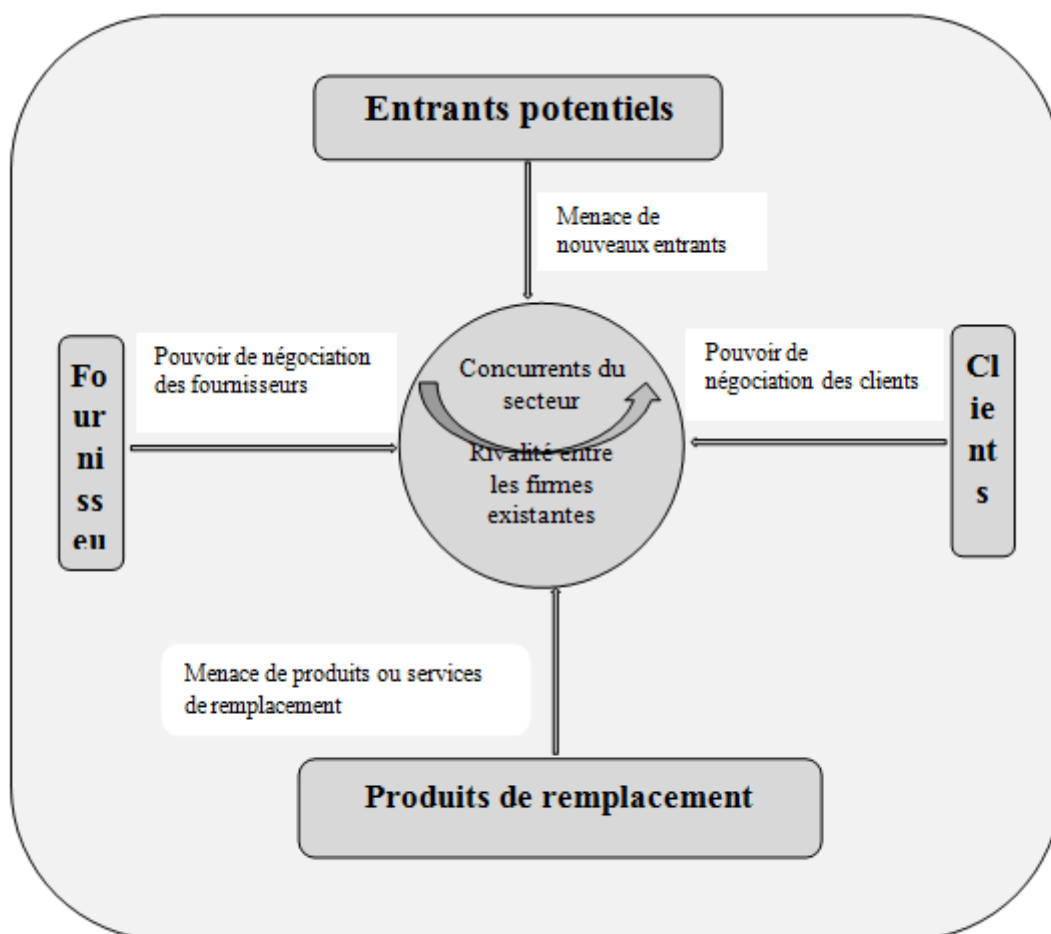 Entrants potentiels
Menace de
nouveaux entrants
Fo
ur
ni
ss
eu
Pouvoir de négociation
des fournisseurs
Concurrents du
secteur
Rivalité entre
les firmes
existantes
Pouvoir de
négociation des clients
Cl
ie
nt
s
Menace de produits ou services
de remplacement
Produits de remplacement